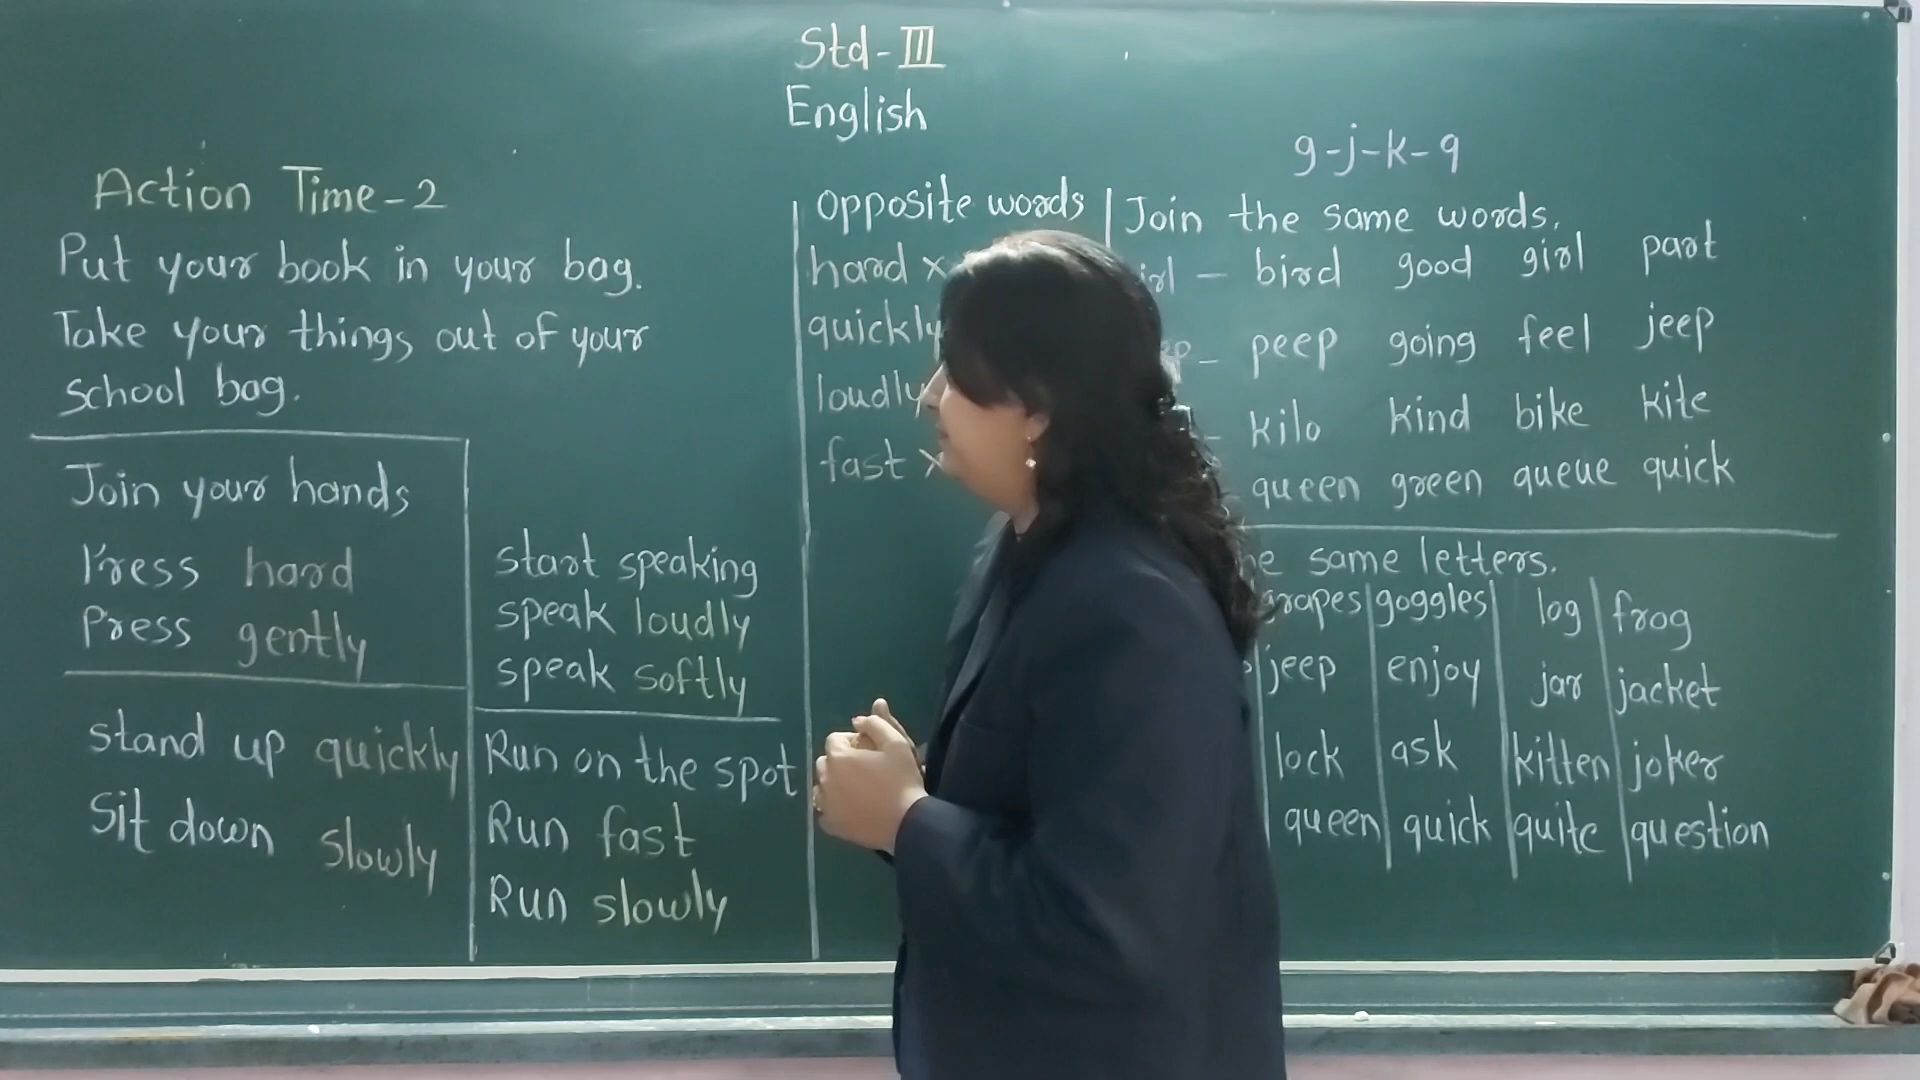 Std-III
English
Action Time-2
Put your book in your bag.
Take your things out of your
school bag.
Join your hands
Press hard
Press gently
stand up quickly
Sit down slowly
start speaking
speak loudly
speak softly
Run on the spot
Run fast
Run slowly
opposite words
hard ×
quickly
loudly
fast ×
g-j-k-q
Join the same words.
– bird good girl part
– peep going feel jeep
– kilo kind bike kite
queen green queue quick
same letters.
grapes goggles log frog
jeep enjoy jar jacket
lock ask kitten joker
queen quick quite question